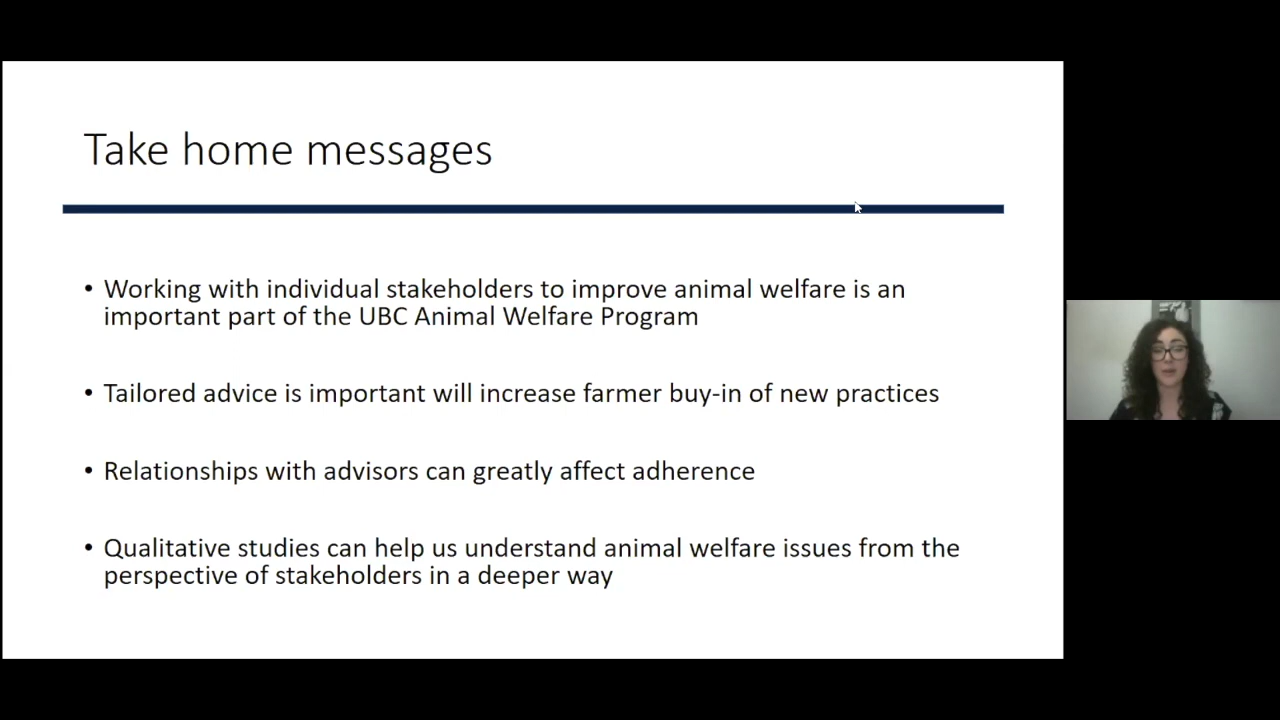 Take home messages
• Working with individual stakeholders to improve animal welfare is an
important part of the UBC Animal Welfare Program
• Tailored advice is important will increase farmer buy-in of new practices
• Relationships with advisors can greatly affect adherence
• Qualitative studies can help us understand animal welfare issues from the
perspective of stakeholders in a deeper way